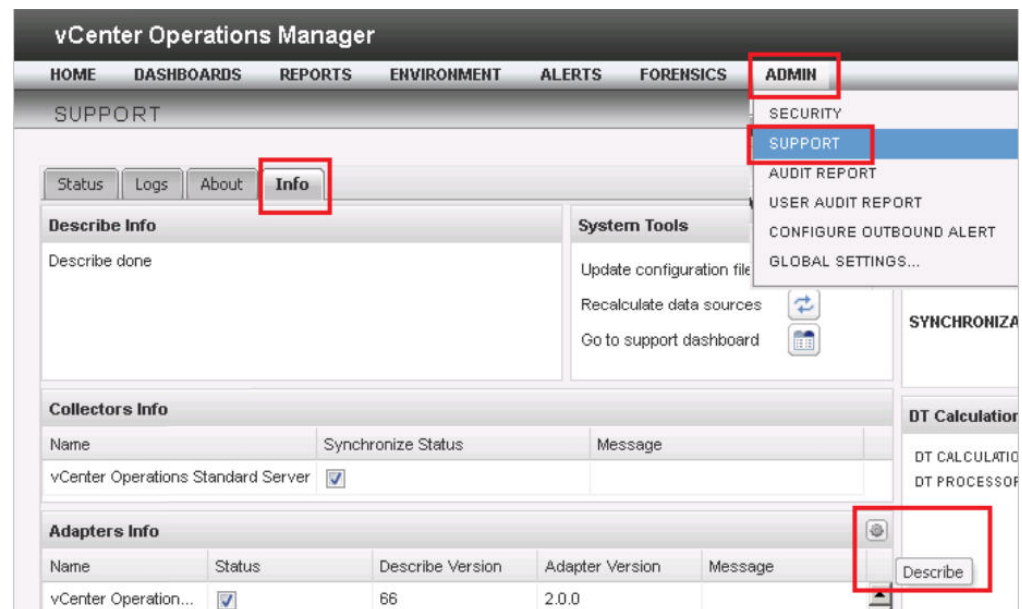 vCenter Operations Manager
HOME DASHBOARDS REPORTS ENVIRONMENT ALERTS FORENSICS ADMIN
SUPPORT
SECURITY
SUPPORT
AUDIT REPORT
USER AUDIT REPORT
CONFIGURE OUTBOUND ALERT
GLOBAL SETTINGS...
Status Logs About Info
Describe Info
Describe done
System Tools
Update configuration file
Recalculate data sources
Go to support dashboard
SYNCHRONIZA
Collectors Info
Name Synchronize Status Message
vCenter Operations Standard Server
DT Calculation
DT CALCULATIO
DT PROCESSOR
Adapters Info
Name Status Describe Version Adapter Version Message
Describe
vCenter Operation... 66 2.0.0